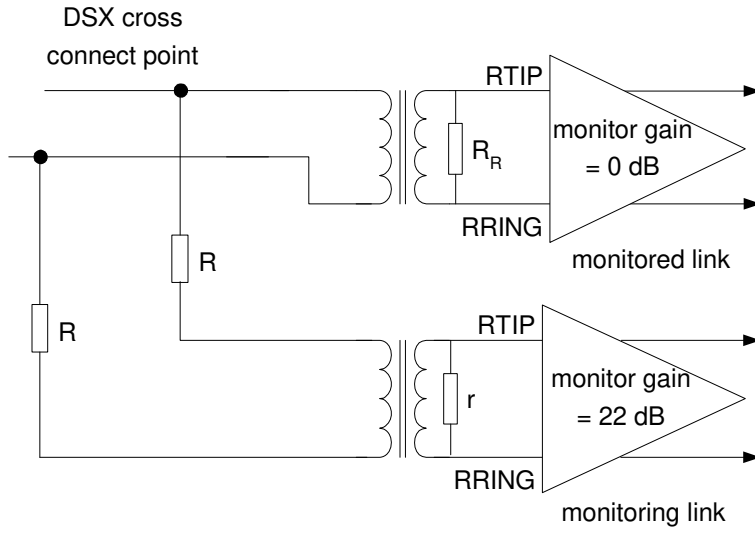 DSX cross
connect point
RTIP
monitor gain
= 0 dB
R_R
RRING
monitored link
R
R
RTIP
monitor gain
= 22 dB
r
RRING
monitoring link